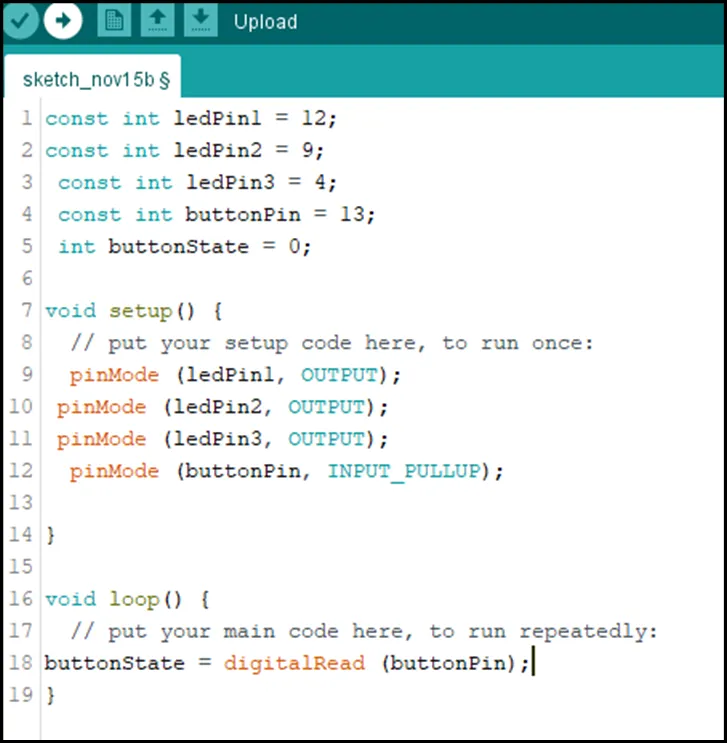 Upload
sketch_nov15b §
1 const int ledPin1 = 12;
2 const int ledPin2 = 9;
3  const int ledPin3 = 4;
4  const int buttonPin = 13;
5  int buttonState = 0;
6
7 void setup() {
8   // put your setup code here, to run once:
9   pinMode (ledPin1, OUTPUT);
10  pinMode (ledPin2, OUTPUT);
11  pinMode (ledPin3, OUTPUT);
12   pinMode (buttonPin, INPUT_PULLUP);
13
14 }
15
16 void loop() {
17   // put your main code here, to run repeatedly:
18 buttonState = digitalRead (buttonPin);
19 }